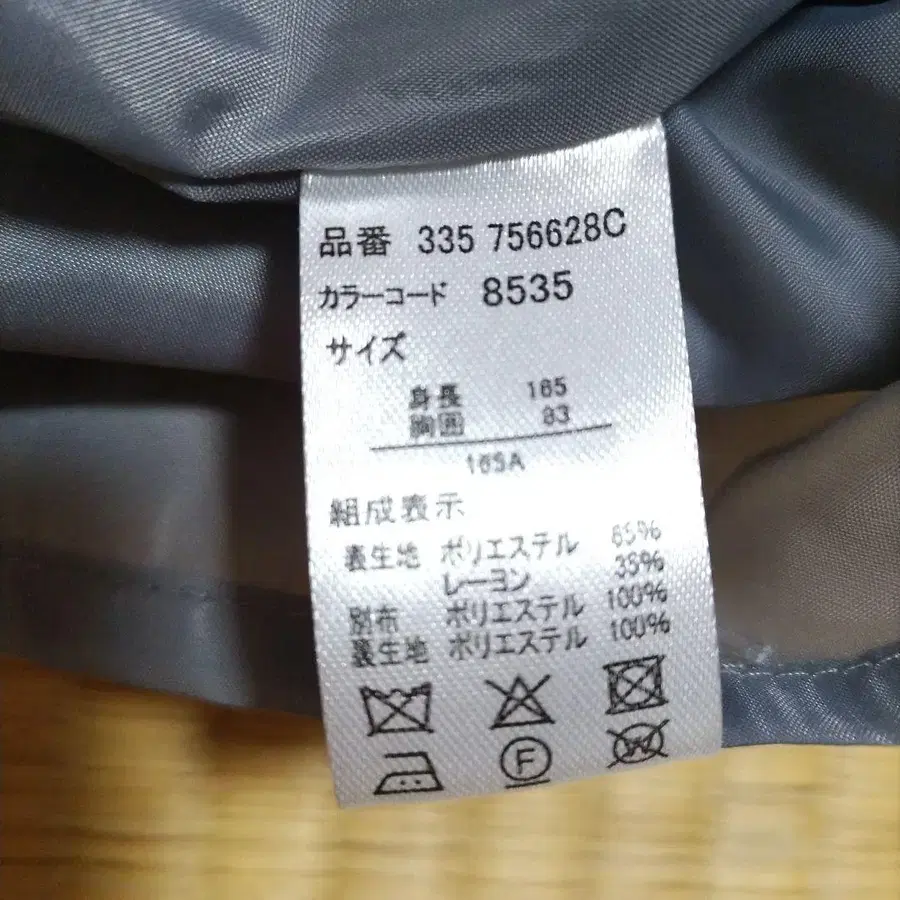 品番 335 756628C
カラーコード 8535
サイズ
身長 165
胸囲 83
165A
組成表示
表生地 ポリエステル 65%
レーヨン 35%
別布 ポリエステル 100%
裏生地 ポリエステル 100%
F
W